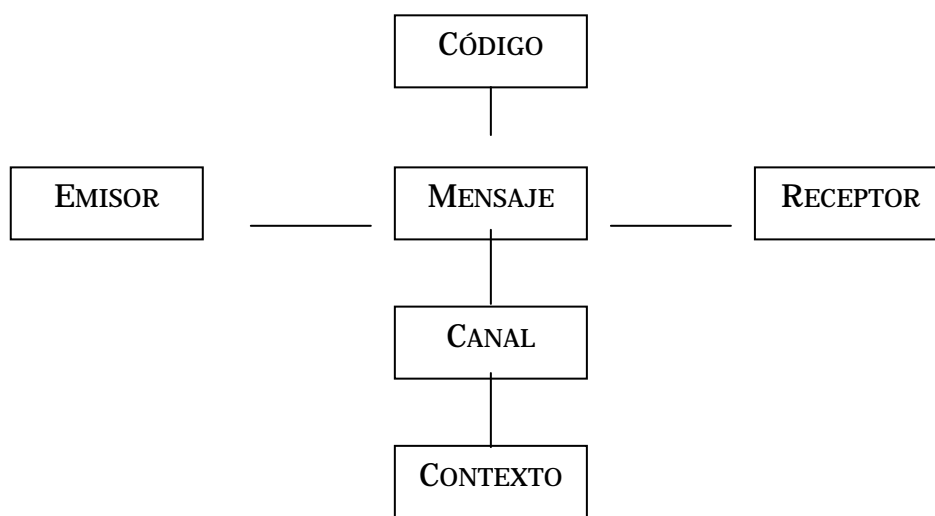 CÓDIGO
EMISOR
MENSAJE
RECEPTOR
CANAL
CONTEXTO